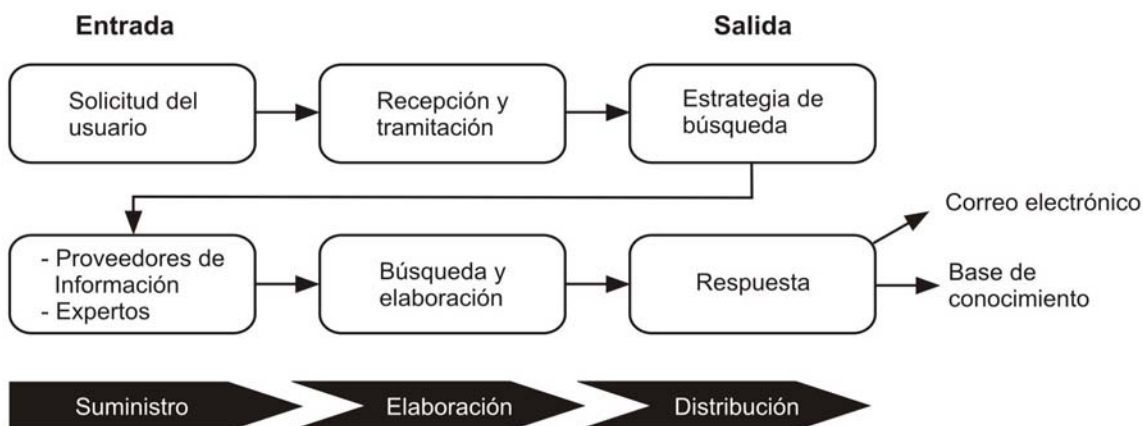 Entrada
Salida
Solicitud del
usuario
Recepción y
tramitación
Estrategia de
búsqueda
- Proveedores de
Información
- Expertos
Búsqueda y
elaboración
Respuesta
Correo electrónico
Base de
conocimiento
Suministro
Elaboración
Distribución